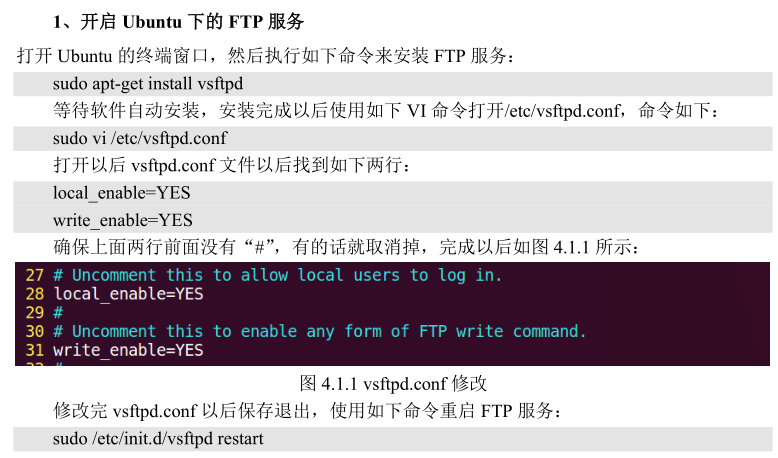 1、开启 Ubuntu 下的 FTP 服务
打开 Ubuntu 的终端窗口，然后执行如下命令来安装 FTP 服务：
sudo apt-get install vsftpd
等待软件自动安装，安装完成以后使用如下 VI 命令打开/etc/vsftpd.conf，命令如下：
sudo vi /etc/vsftpd.conf
打开以后 vsftpd.conf 文件以后找到如下两行：
local_enable=YES
write_enable=YES
确保上面两行前面没有“#”，有的话就取消掉，完成以后如图 4.1.1 所示：
27 # Uncomment this to allow local users to log in.
28 local_enable=YES
29 #
30 # Uncomment this to enable any form of FTP write command.
31 write_enable=YES
图 4.1.1 vsftpd.conf 修改
修改完 vsftpd.conf 以后保存退出，使用如下命令重启 FTP 服务：
sudo /etc/init.d/vsftpd restart